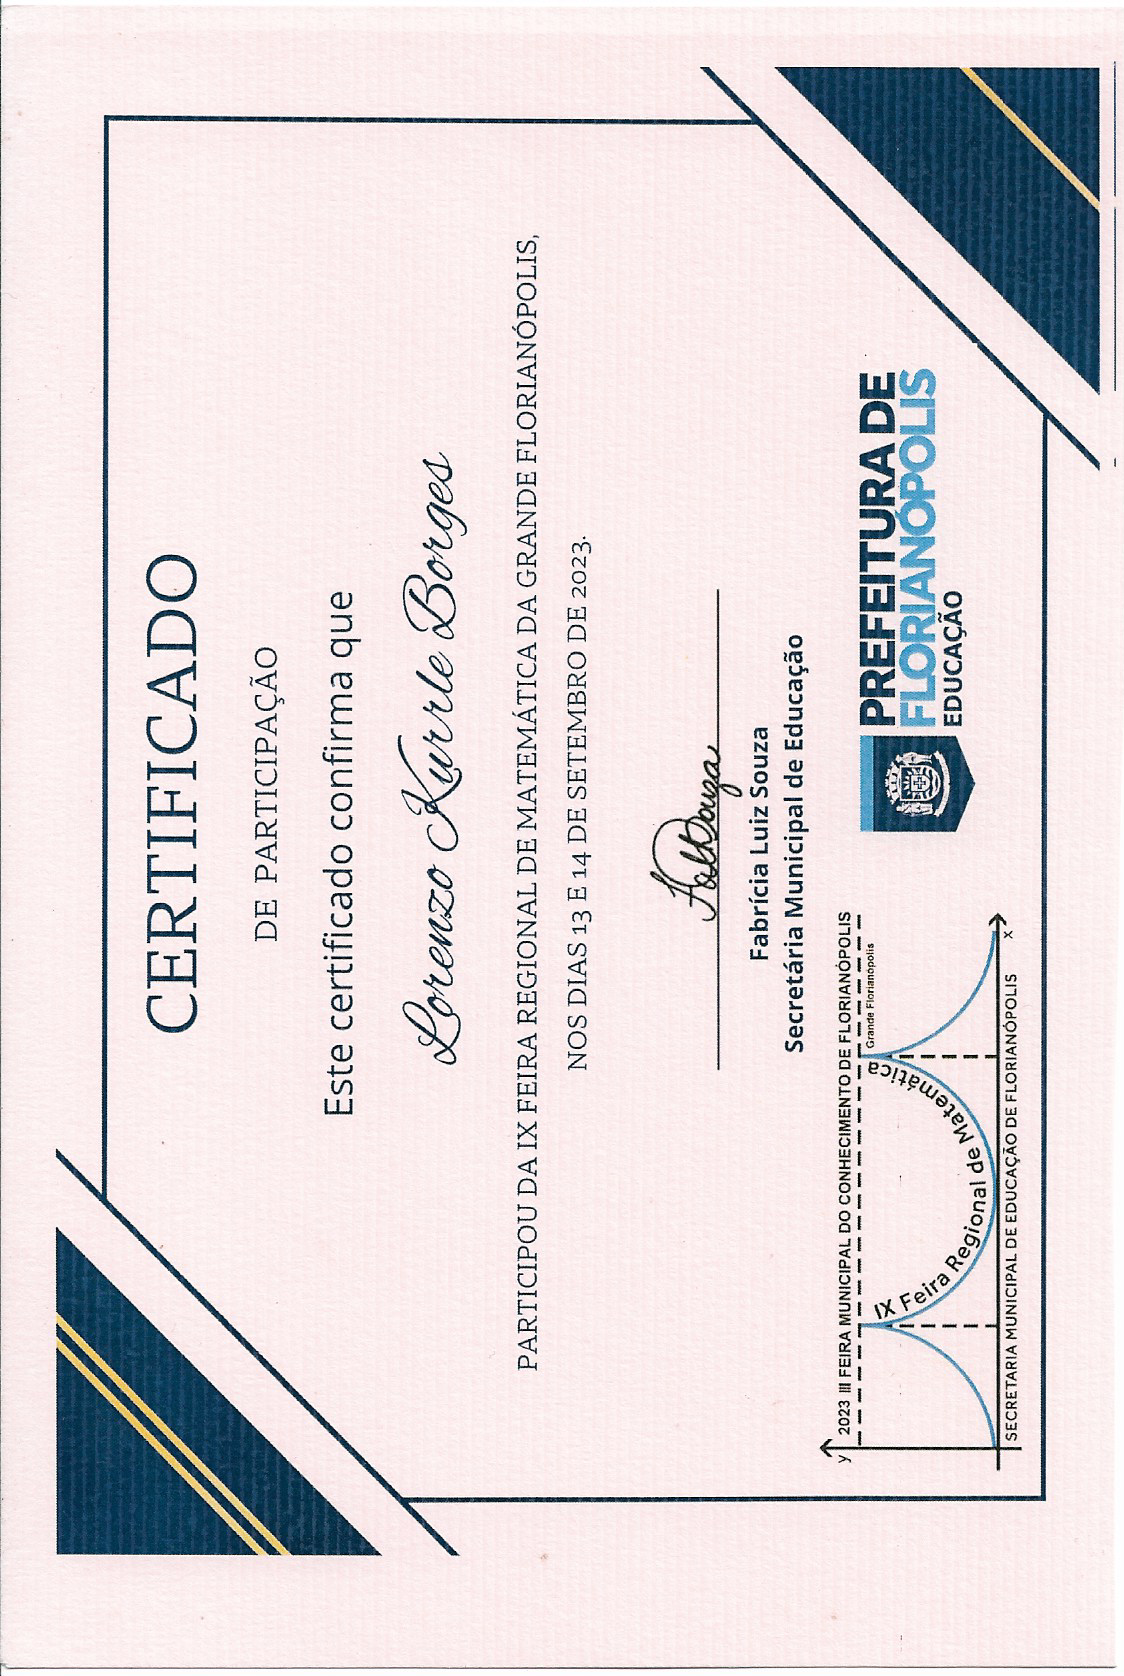 CERTIFICADO
DE PARTICIPAÇÃO
Este certificado confirma que
Lorenzo Kurrle Borges
PARTICIPOU DA IX FEIRA REGIONAL DE MATEMÁTICA DA GRANDE FLORIANÓPOLIS,
NOS DIAS 13 E 14 DE SETEMBRO DE 2023.
Fabrícia Luiz Souza
Secretária Municipal de Educação
y
2023 III FEIRA MUNICIPAL DO CONHECIMENTO DE FLORIANÓPOLIS
Grande Florianópolis
IX Feira Regional de Matemática
x
SECRETARIA MUNICIPAL DE EDUCAÇÃO DE FLORIANÓPOLIS
PREFEITURA DE
FLORIANÓPOLIS
EDUCAÇÃO